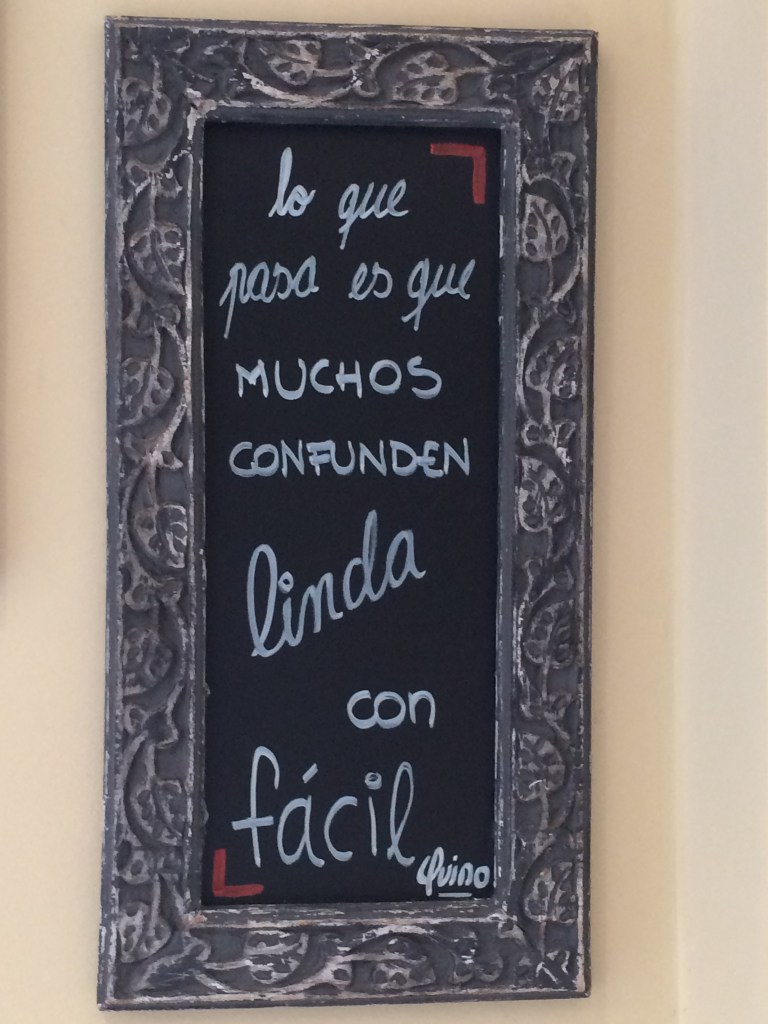 lo que
pasa es que
MUCHOS
CONFUNDEN
linda
con
fácil
Quino